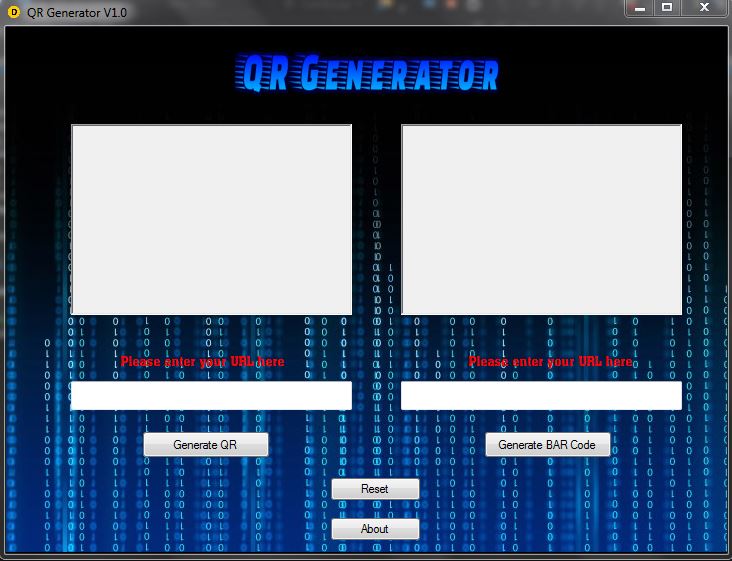 D QR Generator V1.0
QR GENERATOR
Please enter your URL here
Please enter your URL here
Generate QR
Generate BAR Code
Reset
About